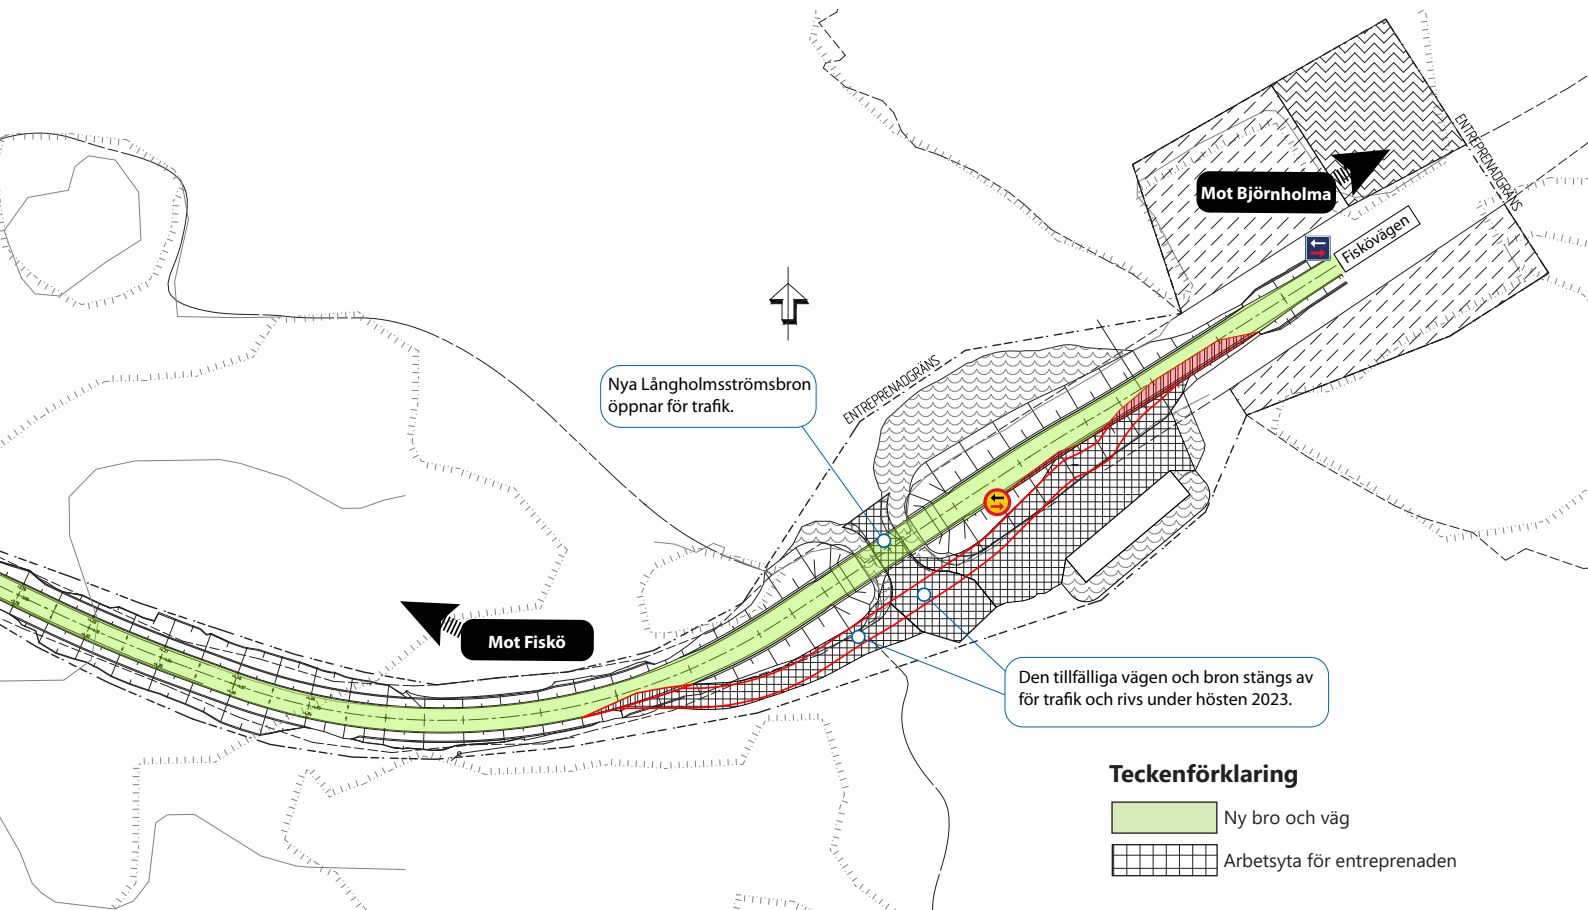 ENTREPRENADGRÄNS
Mot Björnholma
Fiskövägen
ENTREPRENADGRÄNS
Nya Långholmsströmsbron
öppnar för trafik.
Mot Fiskö
Den tillfälliga vägen och bron stängs av
för trafik och rivs under hösten 2023.
Teckenförklaring
Ny bro och väg
Arbetsyta för entreprenaden